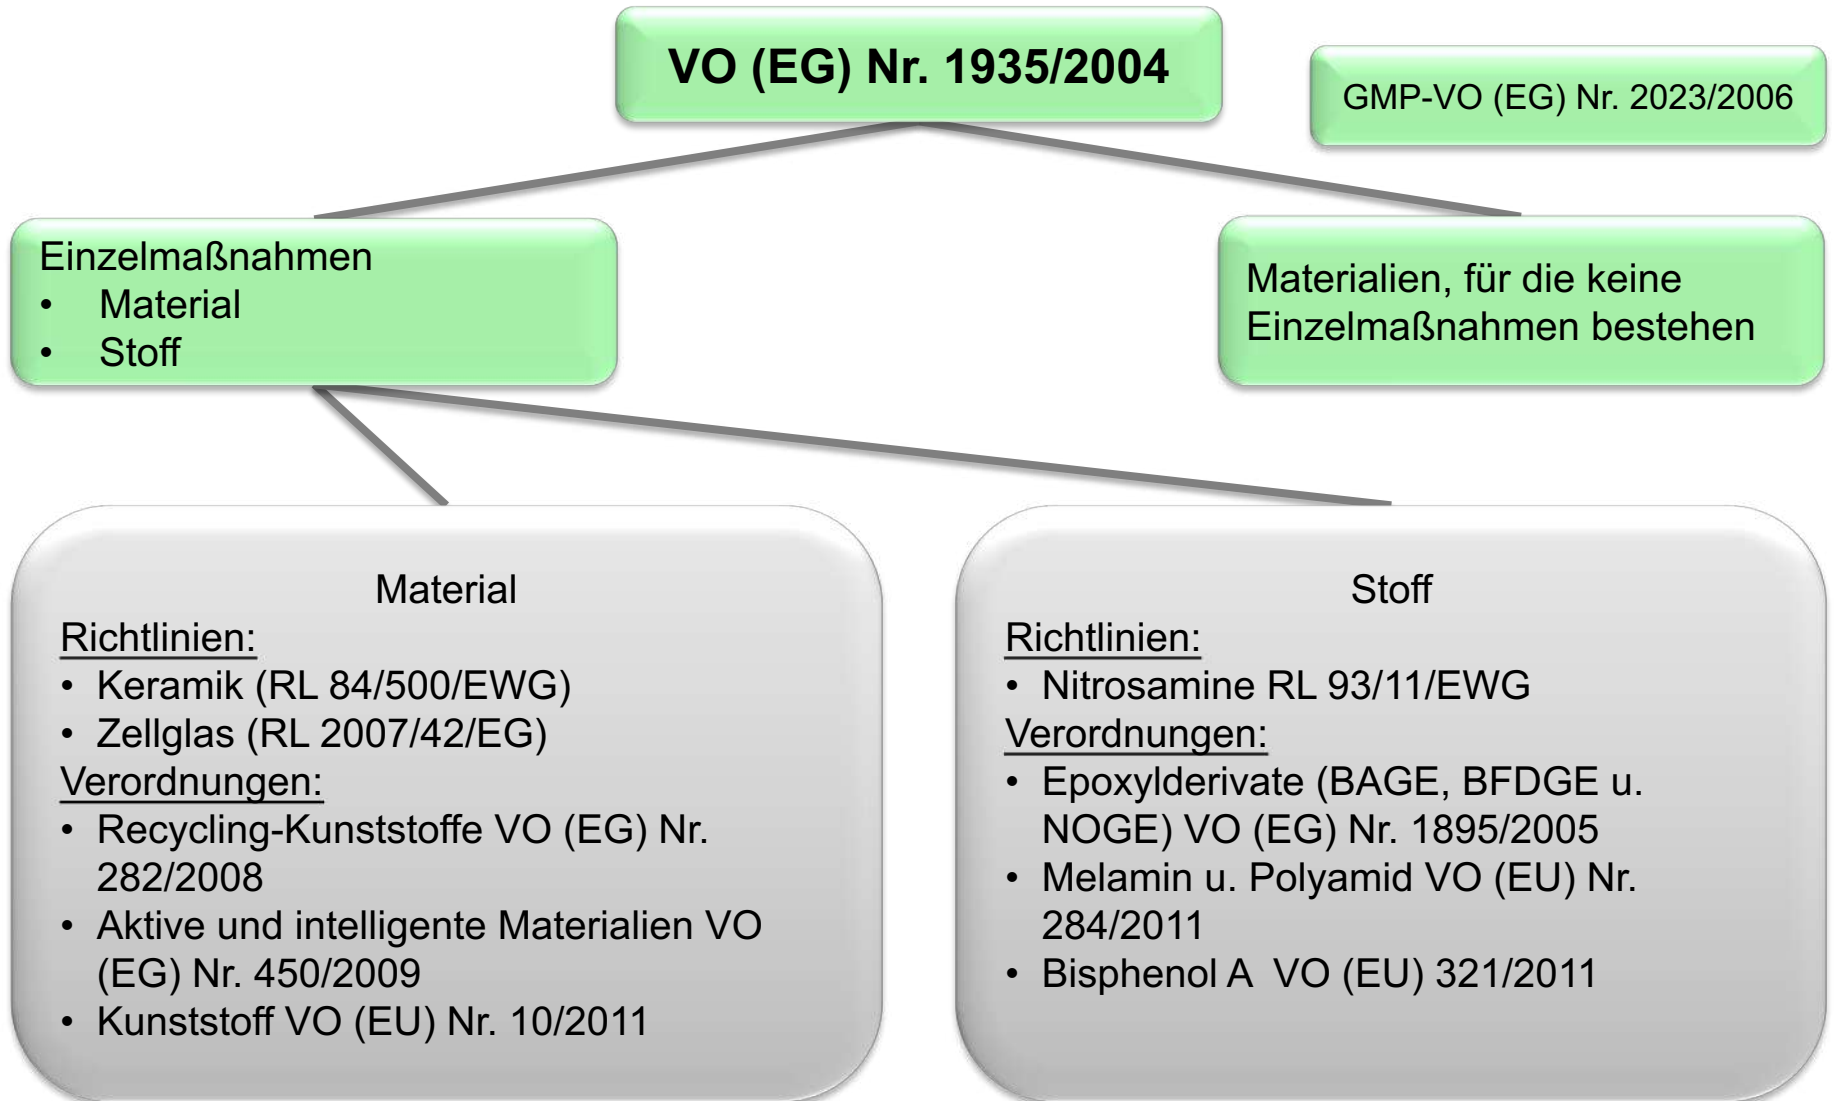 VO (EG) Nr. 1935/2004
GMP-VO (EG) Nr. 2023/2006
Einzelmaßnahmen
• Material
• Stoff
Materialien, für die keine
Einzelmaßnahmen bestehen
Material
Richtlinien:
• Keramik (RL 84/500/EWG)
• Zellglas (RL 2007/42/EG)
Verordnungen:
• Recycling-Kunststoffe VO (EG) Nr.
282/2008
• Aktive und intelligente Materialien VO
(EG) Nr. 450/2009
• Kunststoff VO (EU) Nr. 10/2011
Stoff
Richtlinien:
• Nitrosamine RL 93/11/EWG
Verordnungen:
• Epoxylderivate (BAGE, BFDGE u.
NOGE) VO (EG) Nr. 1895/2005
• Melamin u. Polyamid VO (EU) Nr.
284/2011
• Bisphenol A  VO (EU) 321/2011